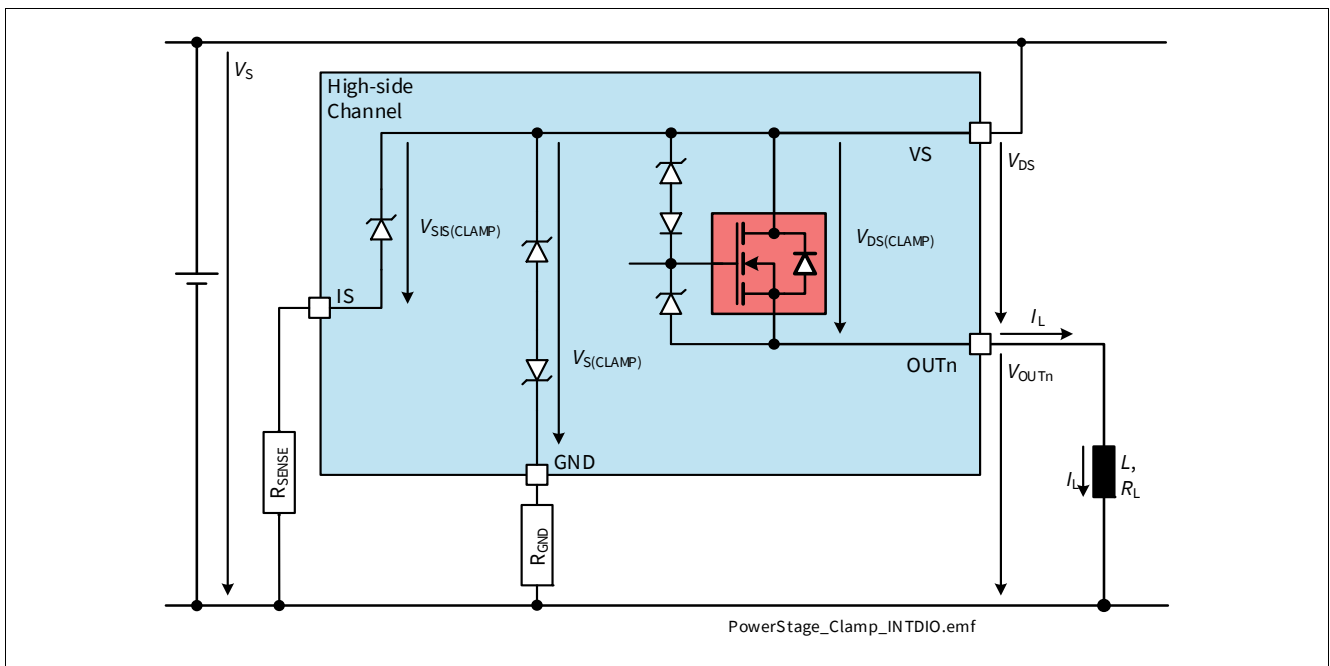 VS
High-side
Channel
VS
VDS
VSIS(CLAMP)
VDS(CLAMP)
IS
IL
VS(CLAMP)
OUTn
VOUTn
GND
RSENSE
IL
L,
RL
RGND
PowerStage_Clamp_INTDIO.emf